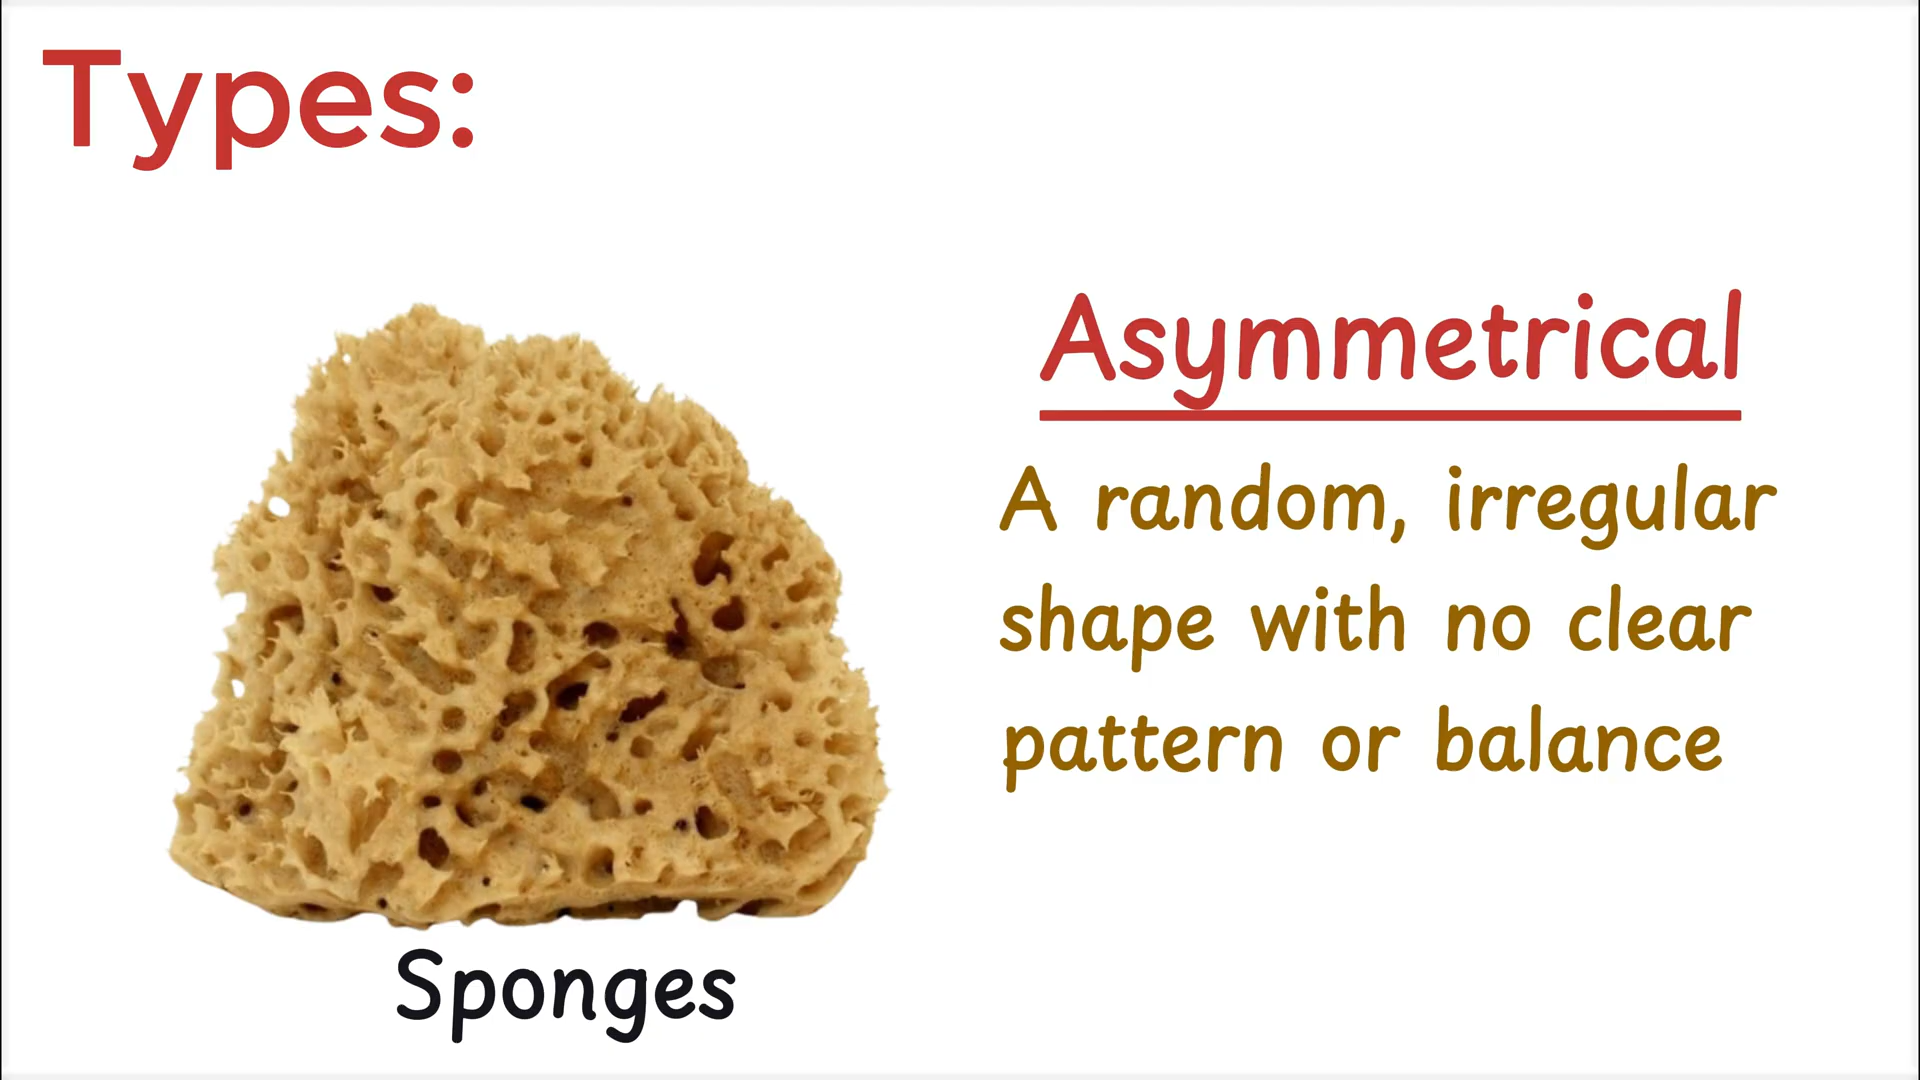 Types:
Asymmetrical
A random, irregular
shape with no clear
pattern or balance
Sponges